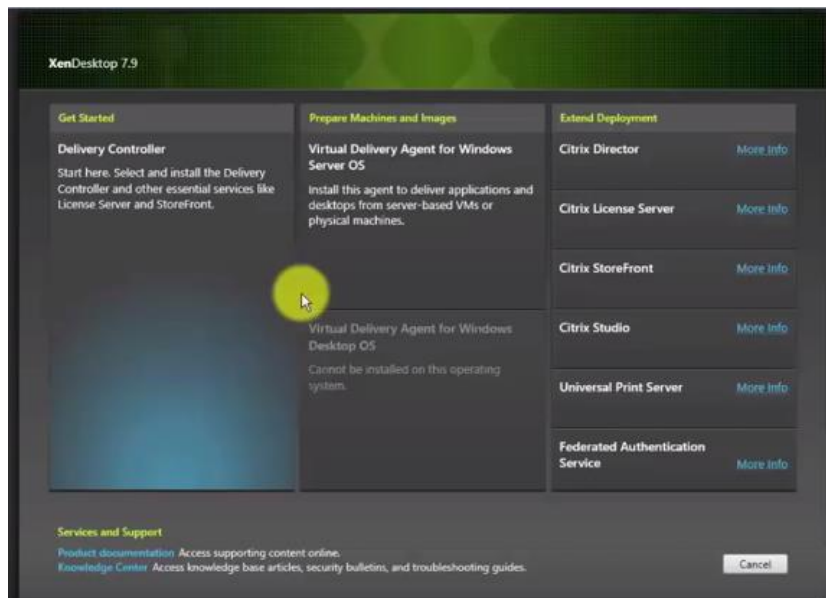 XenDesktop 7.9
Get Started
Delivery Controller
Start here. Select and install the Delivery
Controller and other essential services like
License Server and StoreFront.
Prepare Machines and Images
Virtual Delivery Agent for Windows
Server OS
Install this agent to deliver applications and
desktops from server-based VMs or
physical machines.
Virtual Delivery Agent for Windows
Desktop OS
Cannot be installed on this operating
system.
Extend Deployment
Citrix Director More Info
Citrix License Server More Info
Citrix StoreFront More Info
Citrix Studio More Info
Universal Print Server More Info
Federated Authentication
Service More Info
Services and Support
Product documentation Access supporting content online.
Knowledge Center Access knowledge base articles, security bulletins, and troubleshooting guides.
Cancel